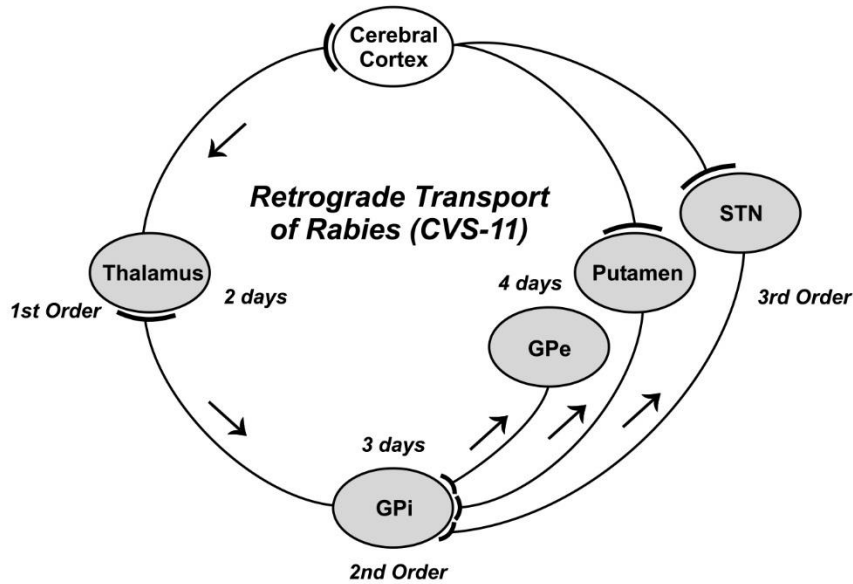 Cerebral
Cortex
Retrograde Transport
of Rabies (CVS-11)
STN
Thalamus
2 days
1st Order
4 days
Putamen
3rd Order
GPe
3 days
GPi
2nd Order